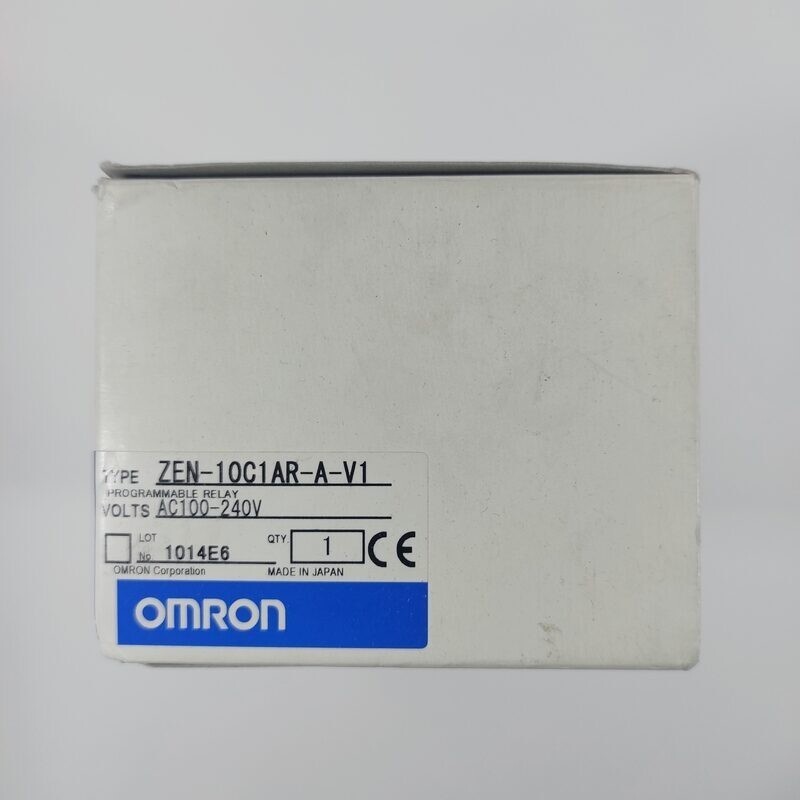 TYPE ZEN-10C1AR-A-V1
PROGRAMMABLE RELAY
VOLTS AC100-240V
LOT No. 1014E6 QTY. 1 CE
OMRON Corporation MADE IN JAPAN
OMRON